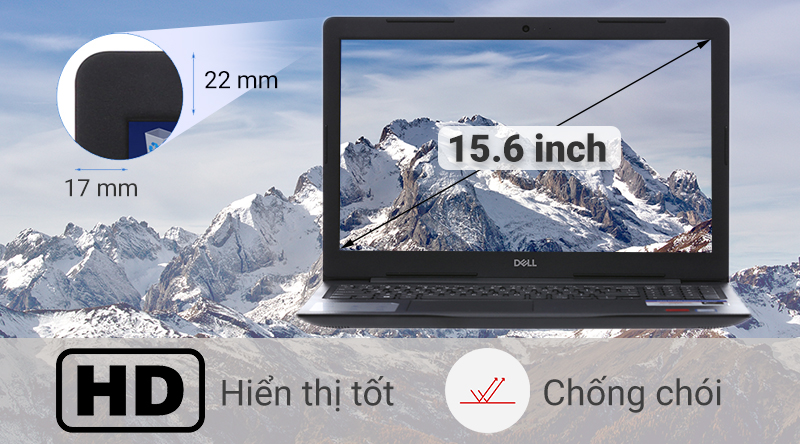 22 mm
17 mm
15.6 inch
DELL
HD
Hiển thị tốt
Chống chói